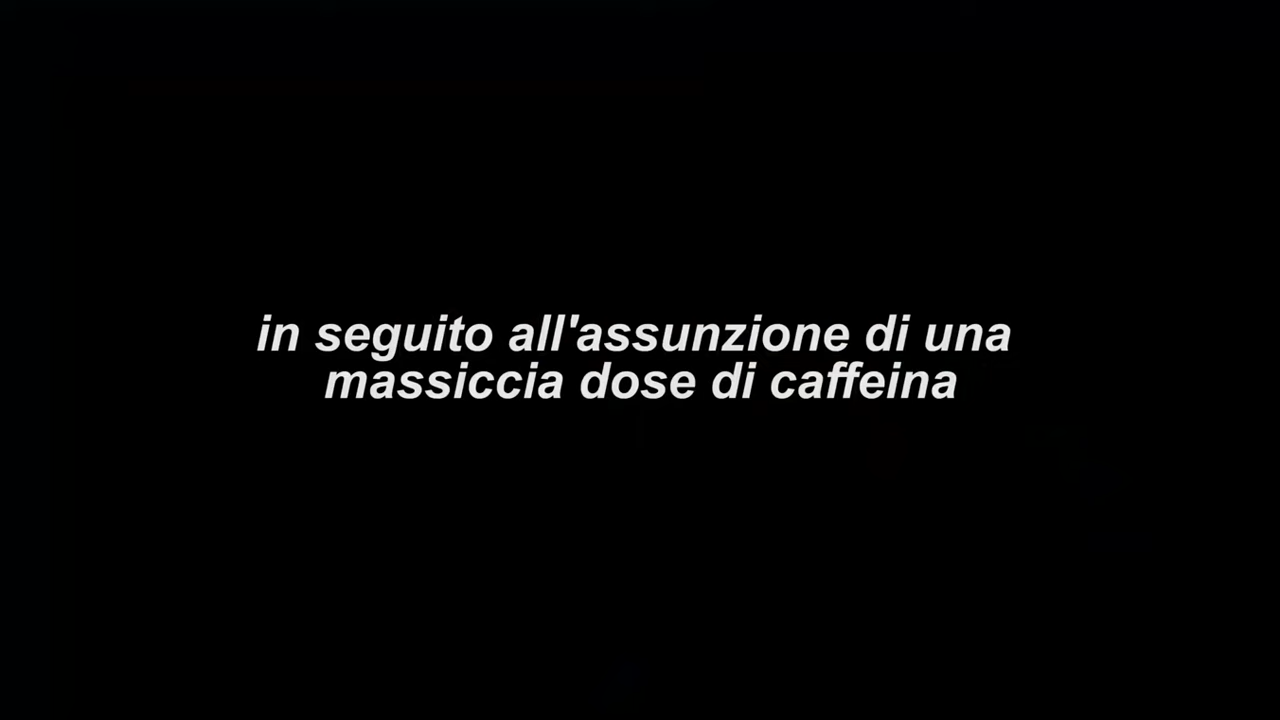 in seguito all'assunzione di una
massiccia dose di caffeina